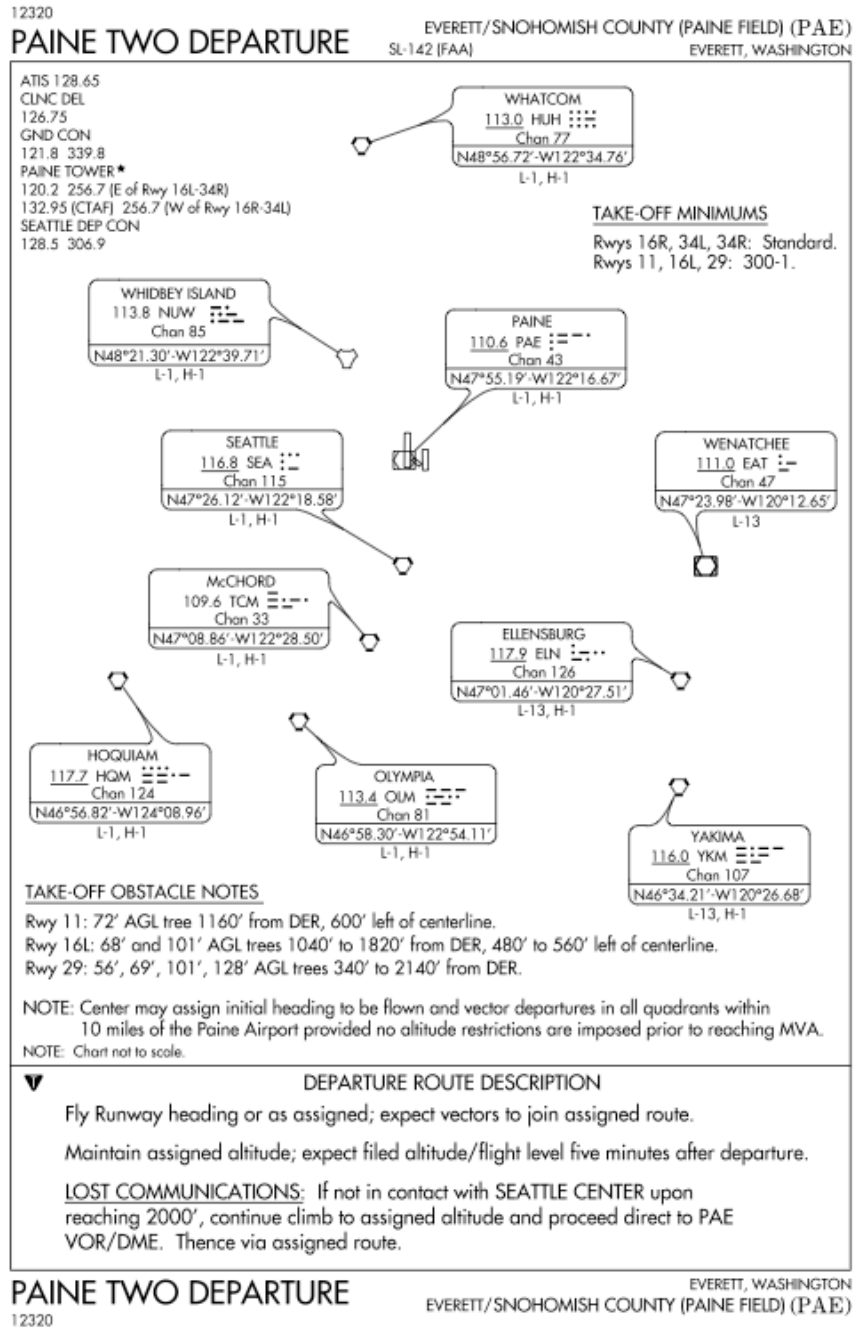 12320
PAINE TWO DEPARTURE
SL-142 (FAA)
EVERETT/SNOHOMISH COUNTY (PAINE FIELD) (PAE)
EVERETT, WASHINGTON
ATIS 128.65
CLNC DEL
126.75
GND CON
121.8 339.8
PAINE TOWER★
120.2 256.7 (E of Rwy 16L-34R)
132.95 (CTAF) 256.7 (W of Rwy 16R-34L)
SEATTLE DEP CON
128.5 306.9
WHATCOM
113.0 HUH
Chan 77
N48°56.72′-W122°34.76′
L-1, H-1
TAKE-OFF MINIMUMS
Rwys 16R, 34L, 34R: Standard.
Rwys 11, 16L, 29: 300-1.
WHIDBEY ISLAND
113.8 NUW
Chan 85
N48°21.30′-W122°39.71′
L-1, H-1
PAINE
110.6 PAE
Chan 43
N47°55.19′-W122°16.67′
L-1, H-1
SEATTLE
116.8 SEA
Chan 115
N47°26.12′-W122°18.58′
L-1, H-1
WENATCHEE
111.0 EAT
Chan 47
N47°23.98′-W120°12.65′
L-13
McCHORD
109.6 TCM
Chan 33
N47°08.86′-W122°28.50′
L-1, H-1
ELLENSBURG
117.9 ELN
Chan 126
N47°01.46′-W120°27.51′
L-13, H-1
HOQUIAM
117.7 HQM
Chan 124
N46°56.82′-W124°08.96′
L-1, H-1
OLYMPIA
113.4 OLM
Chan 81
N46°58.30′-W122°54.11′
L-1, H-1
YAKIMA
116.0 YKM
Chan 107
N46°34.21′-W120°26.68′
L-13, H-1
TAKE-OFF OBSTACLE NOTES
Rwy 11: 72′ AGL tree 1160′ from DER, 600′ left of centerline.
Rwy 16L: 68′ and 101′ AGL trees 1040′ to 1820′ from DER, 480′ to 560′ left of centerline.
Rwy 29: 56′, 69′, 101′, 128′ AGL trees 340′ to 2140′ from DER.
NOTE: Center may assign initial heading to be flown and vector departures in all quadrants within
10 miles of the Paine Airport provided no altitude restrictions are imposed prior to reaching MVA.
NOTE: Chart not to scale.
T
DEPARTURE ROUTE DESCRIPTION
Fly Runway heading or as assigned; expect vectors to join assigned route.
Maintain assigned altitude; expect filed altitude/flight level five minutes after departure.
LOST COMMUNICATIONS: If not in contact with SEATTLE CENTER upon
reaching 2000′, continue climb to assigned altitude and proceed direct to PAE
VOR/DME. Thence via assigned route.
PAINE TWO DEPARTURE
12320
EVERETT, WASHINGTON
EVERETT/SNOHOMISH COUNTY (PAINE FIELD) (PAE)